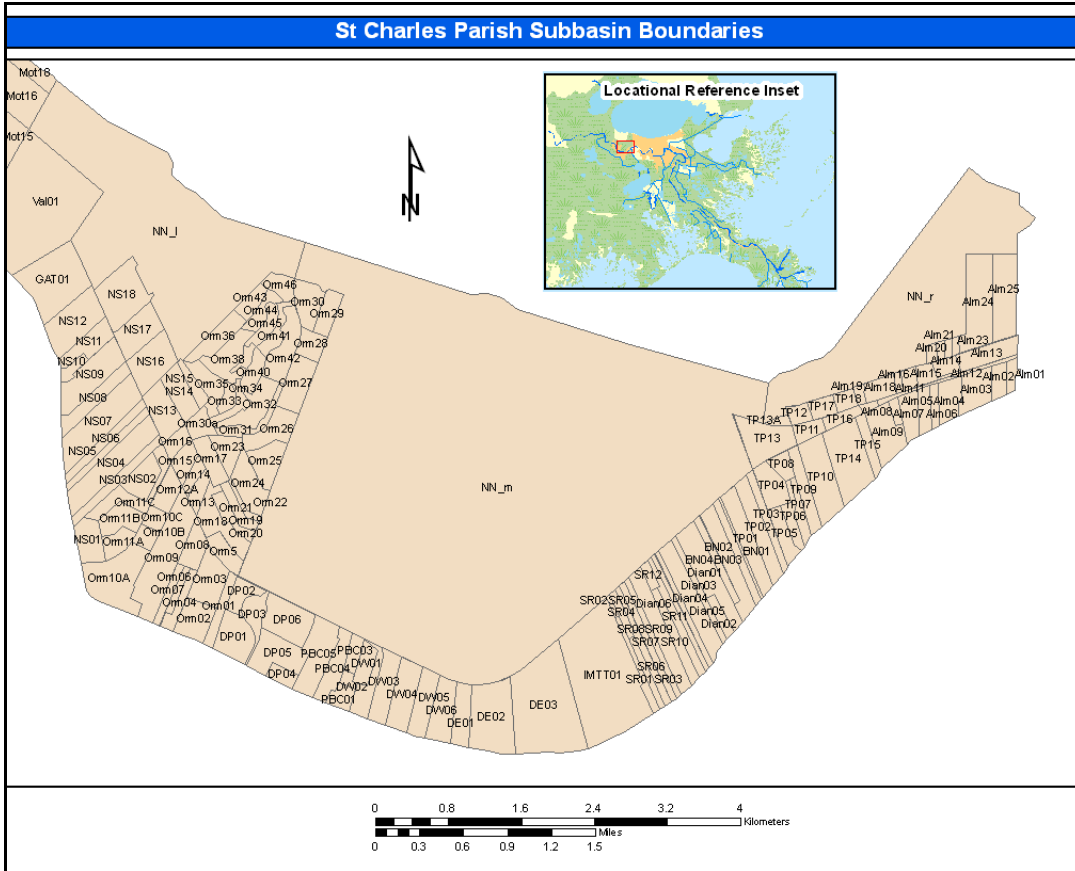 St Charles Parish Subbasin Boundaries
Locational Reference Inset
N
Mot18
Mot16
Mot15
Val01
NN_l
GAT01
NS18
NS12
NS17
NS11
NS10
NS16
NS09
NS15
NS14
NS08
NS13
NS07
NS06
NS05
NS04
NS03
NS02
NS01
Orm46
Orm43
Orm30
Orm44
Orm29
Orm45
Orm36
Orm41
Orm28
Orm38
Orm42
Orm40
Orm35
Orm34
Orm27
Orm33
Orm32
Orm30a
Orm31
Orm26
Orm16
Orm23
Orm15
Orm17
Orm25
Orm14
Orm12A
Orm24
Orm11C
Orm13
Orm22
Orm21
Orm11B
Orm10C
Orm18
Orm19
Orm10B
Orm20
Orm11A
Orm08
Orm5
Orm09
Orm10A
Orm06
Orm03
Orm07
Orm04
Orm01
Orm02
NN_m
DP02
DP03
DP06
DP01
DP05
DP04
PBC03
PBC05
PBC04
PBC01
DW01
DW03
DW02
DW04
DW05
DW06
DE01
DE02
DE03
IMTT01
SR12
SR02
SR05
SR04
Dian06
SR11
SR08
SR09
SR07
SR10
SR06
SR01
SR03
BN02
BN04
BN03
BN01
Dian01
Dian03
Dian04
Dian05
Dian02
NN_r
Alm25
Alm24
Alm21
Alm23
Alm20
Alm13
Alm14
Alm16
Alm15
Alm12
Alm02
Alm01
Alm19
Alm18
Alm11
Alm03
Alm05
Alm04
Alm08
Alm07
Alm06
Alm09
TP18
TP17
TP12
TP13A
TP16
TP11
TP13
TP15
TP14
TP08
TP10
TP04
TP09
TP07
TP03
TP06
TP02
TP05
TP01
0 0.8 1.6 2.4 3.2 4
Kilometers
Miles
0 0.3 0.6 0.9 1.2 1.5